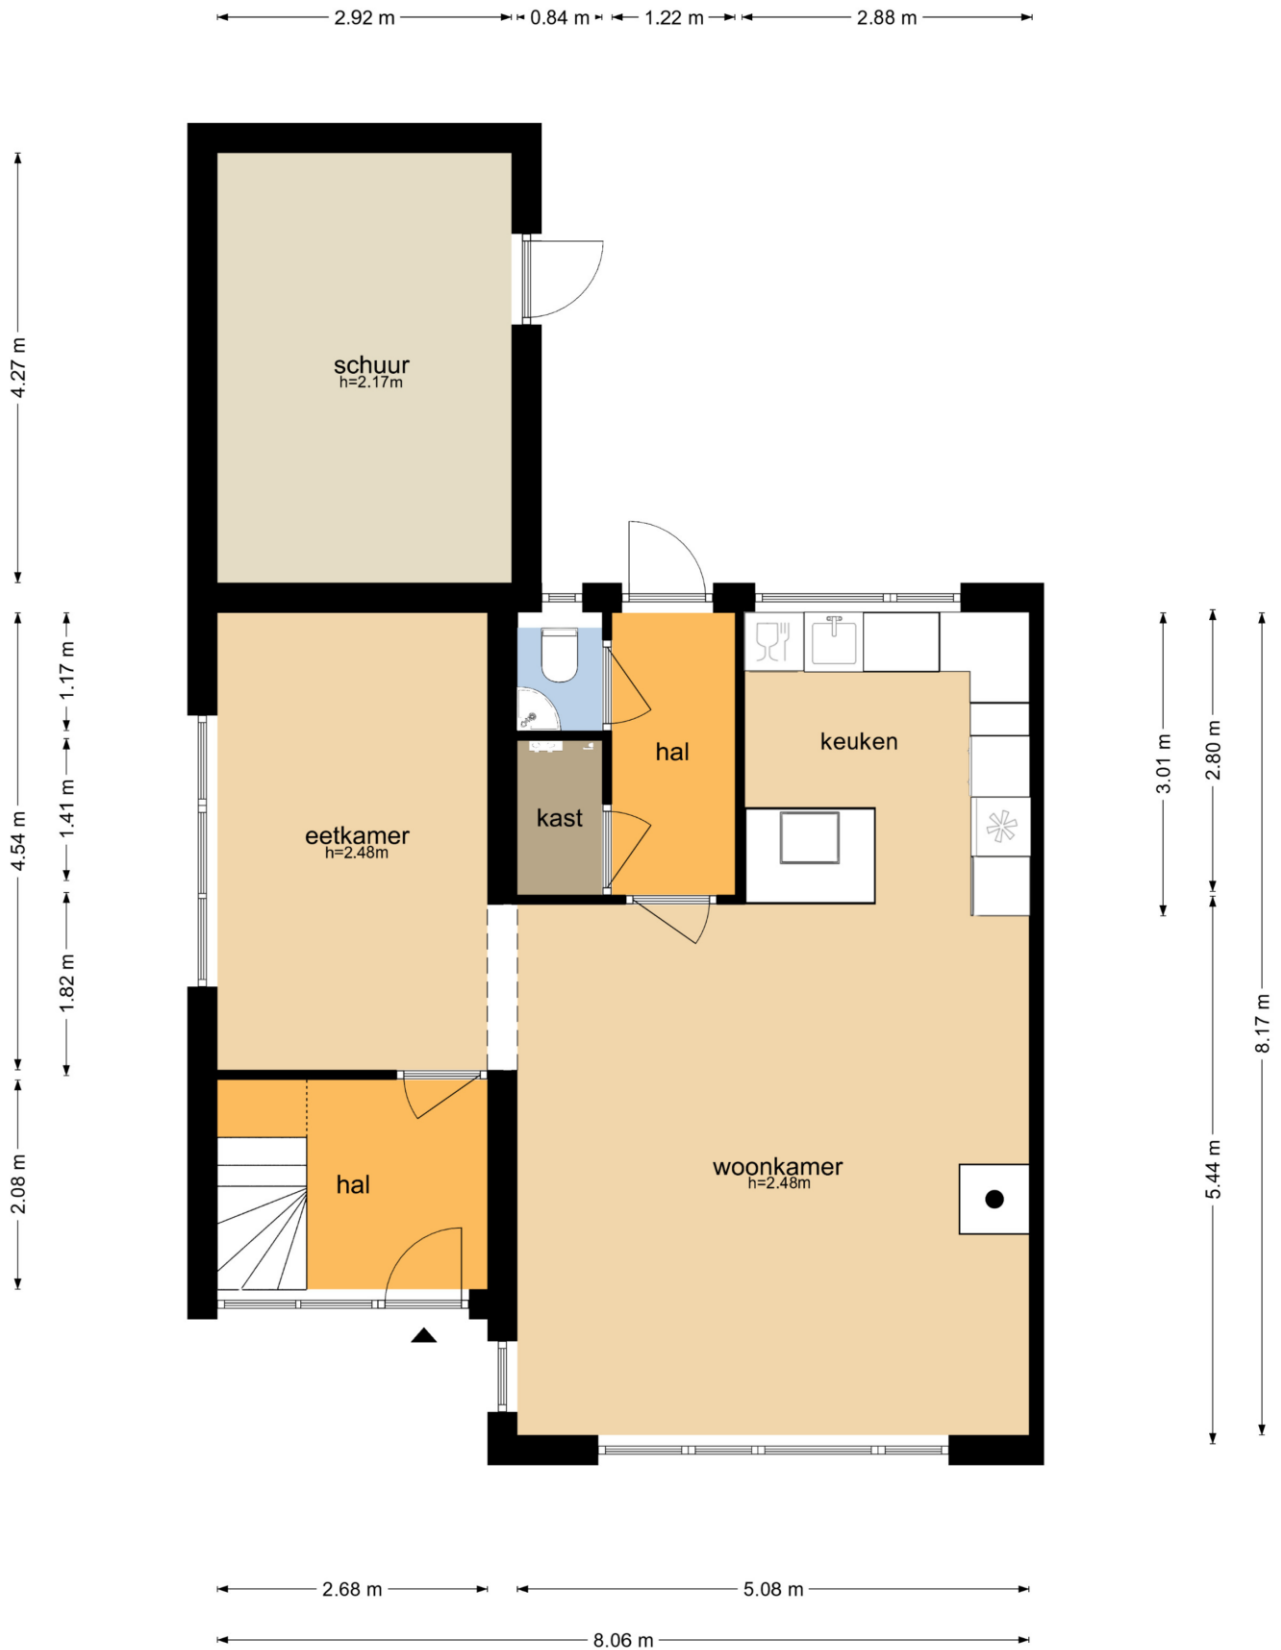 2.92 m
0.84 m
1.22 m
2.88 m
4.27 m
schuur
h=2.17m
4.54 m
1.17 m
1.41 m
1.82 m
eetkamer
h=2.48m
kast
hal
keuken
3.01 m
2.80 m
8.17 m
5.44 m
2.08 m
hal
woonkamer
h=2.48m
2.68 m
5.08 m
8.06 m